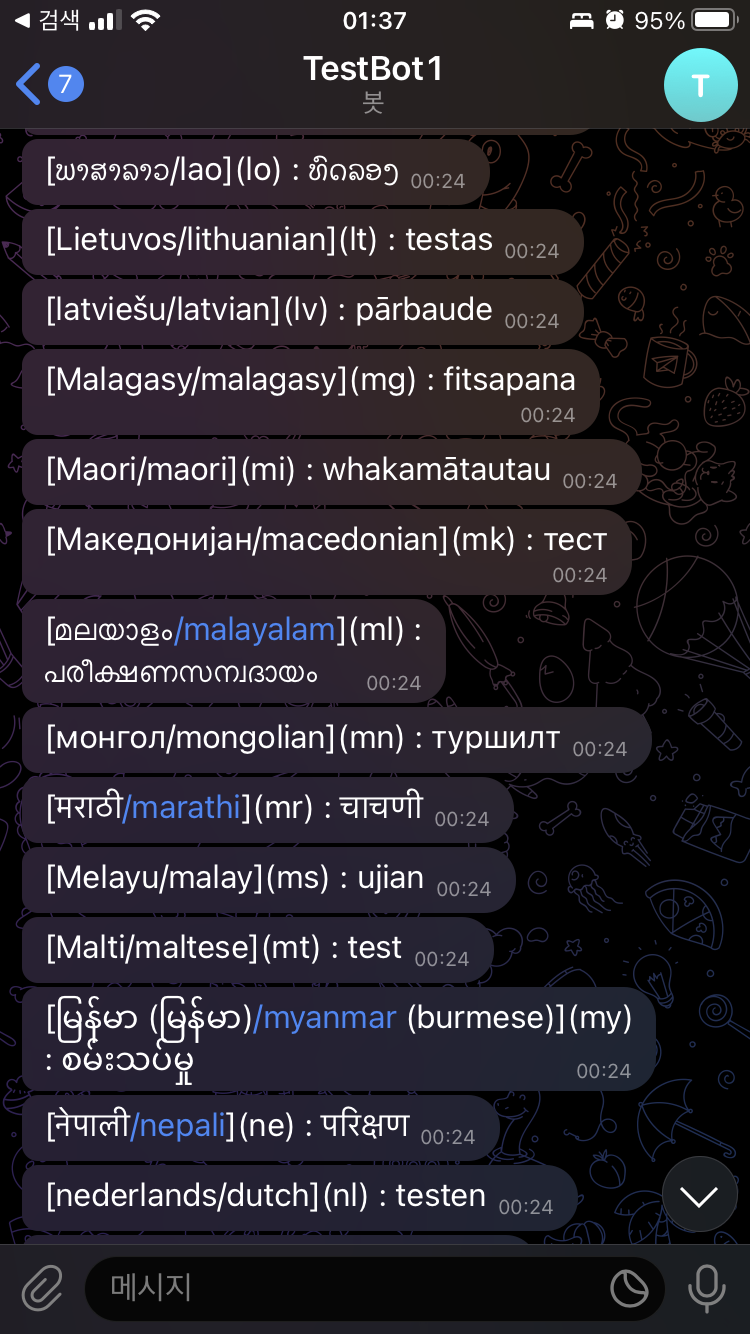 검색
01:37
95%
7
TestBot1
봇
T
[ພາສາລາວ/lao](lo) : ທົດລອງ 00:24
[Lietuvos/lithuanian](lt) : testas 00:24
[latviešu/latvian](lv) : pārbaude 00:24
[Malagasy/malagasy](mg) : fitsapana
00:24
[Maori/maori](mi) : whakamātautau 00:24
[Македонијан/macedonian](mk) : тест
00:24
[മലയാളം/malayalam](ml) :
പരീക്ഷണസമ്പ്രദായം 00:24
[монгол/mongolian](mn) : туршилт 00:24
[मराठी/marathi](mr) : चाचणी 00:24
[Melayu/malay](ms) : ujian 00:24
[Malti/maltese](mt) : test 00:24
[မြန်မာ (မြန်မာ)/myanmar (burmese)](my)
: စမ်းသပ်မှု 00:24
[नेपाली/nepali](ne) : परिक्षण 00:24
[nederlands/dutch](nl) : testen 00:24
메시지